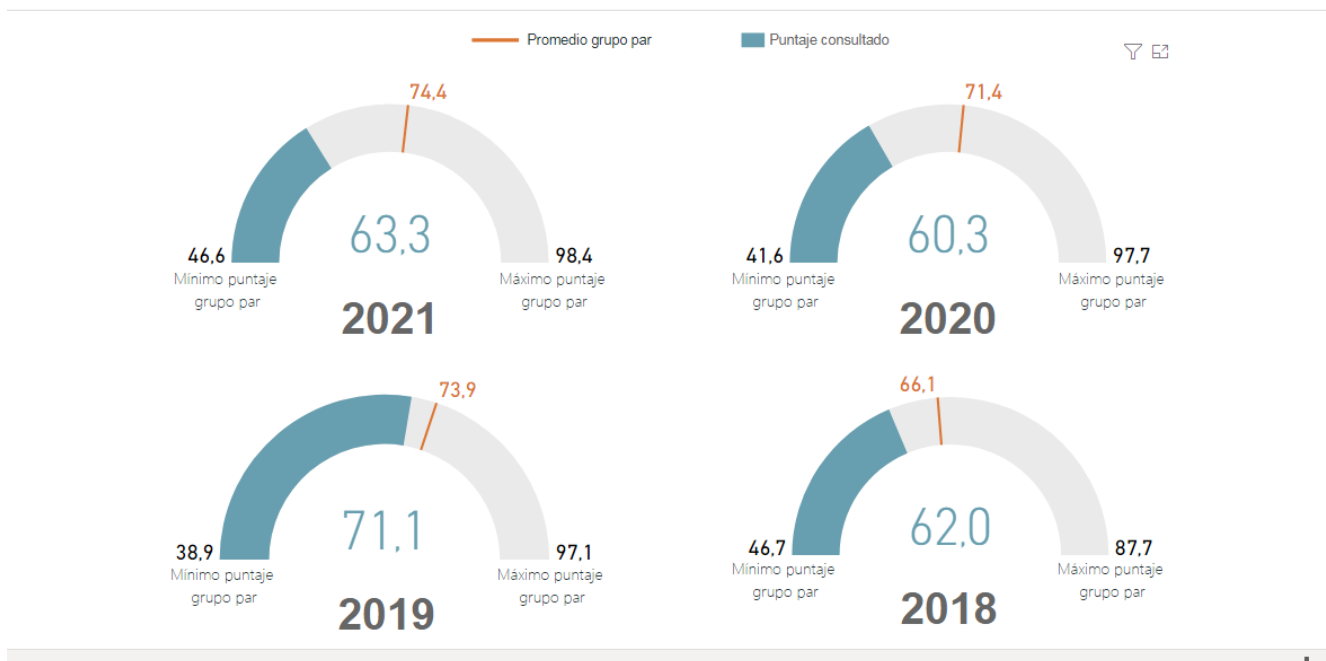 Promedio grupo par
Puntaje consultado
74,4
63,3
46,6
Mínimo puntaje
grupo par
98,4
Máximo puntaje
grupo par
2021
71,4
60,3
41,6
Mínimo puntaje
grupo par
97,7
Máximo puntaje
grupo par
2020
73,9
71,1
38,9
Mínimo puntaje
grupo par
97,1
Máximo puntaje
grupo par
2019
66,1
62,0
46,7
Mínimo puntaje
grupo par
87,7
Máximo puntaje
grupo par
2018